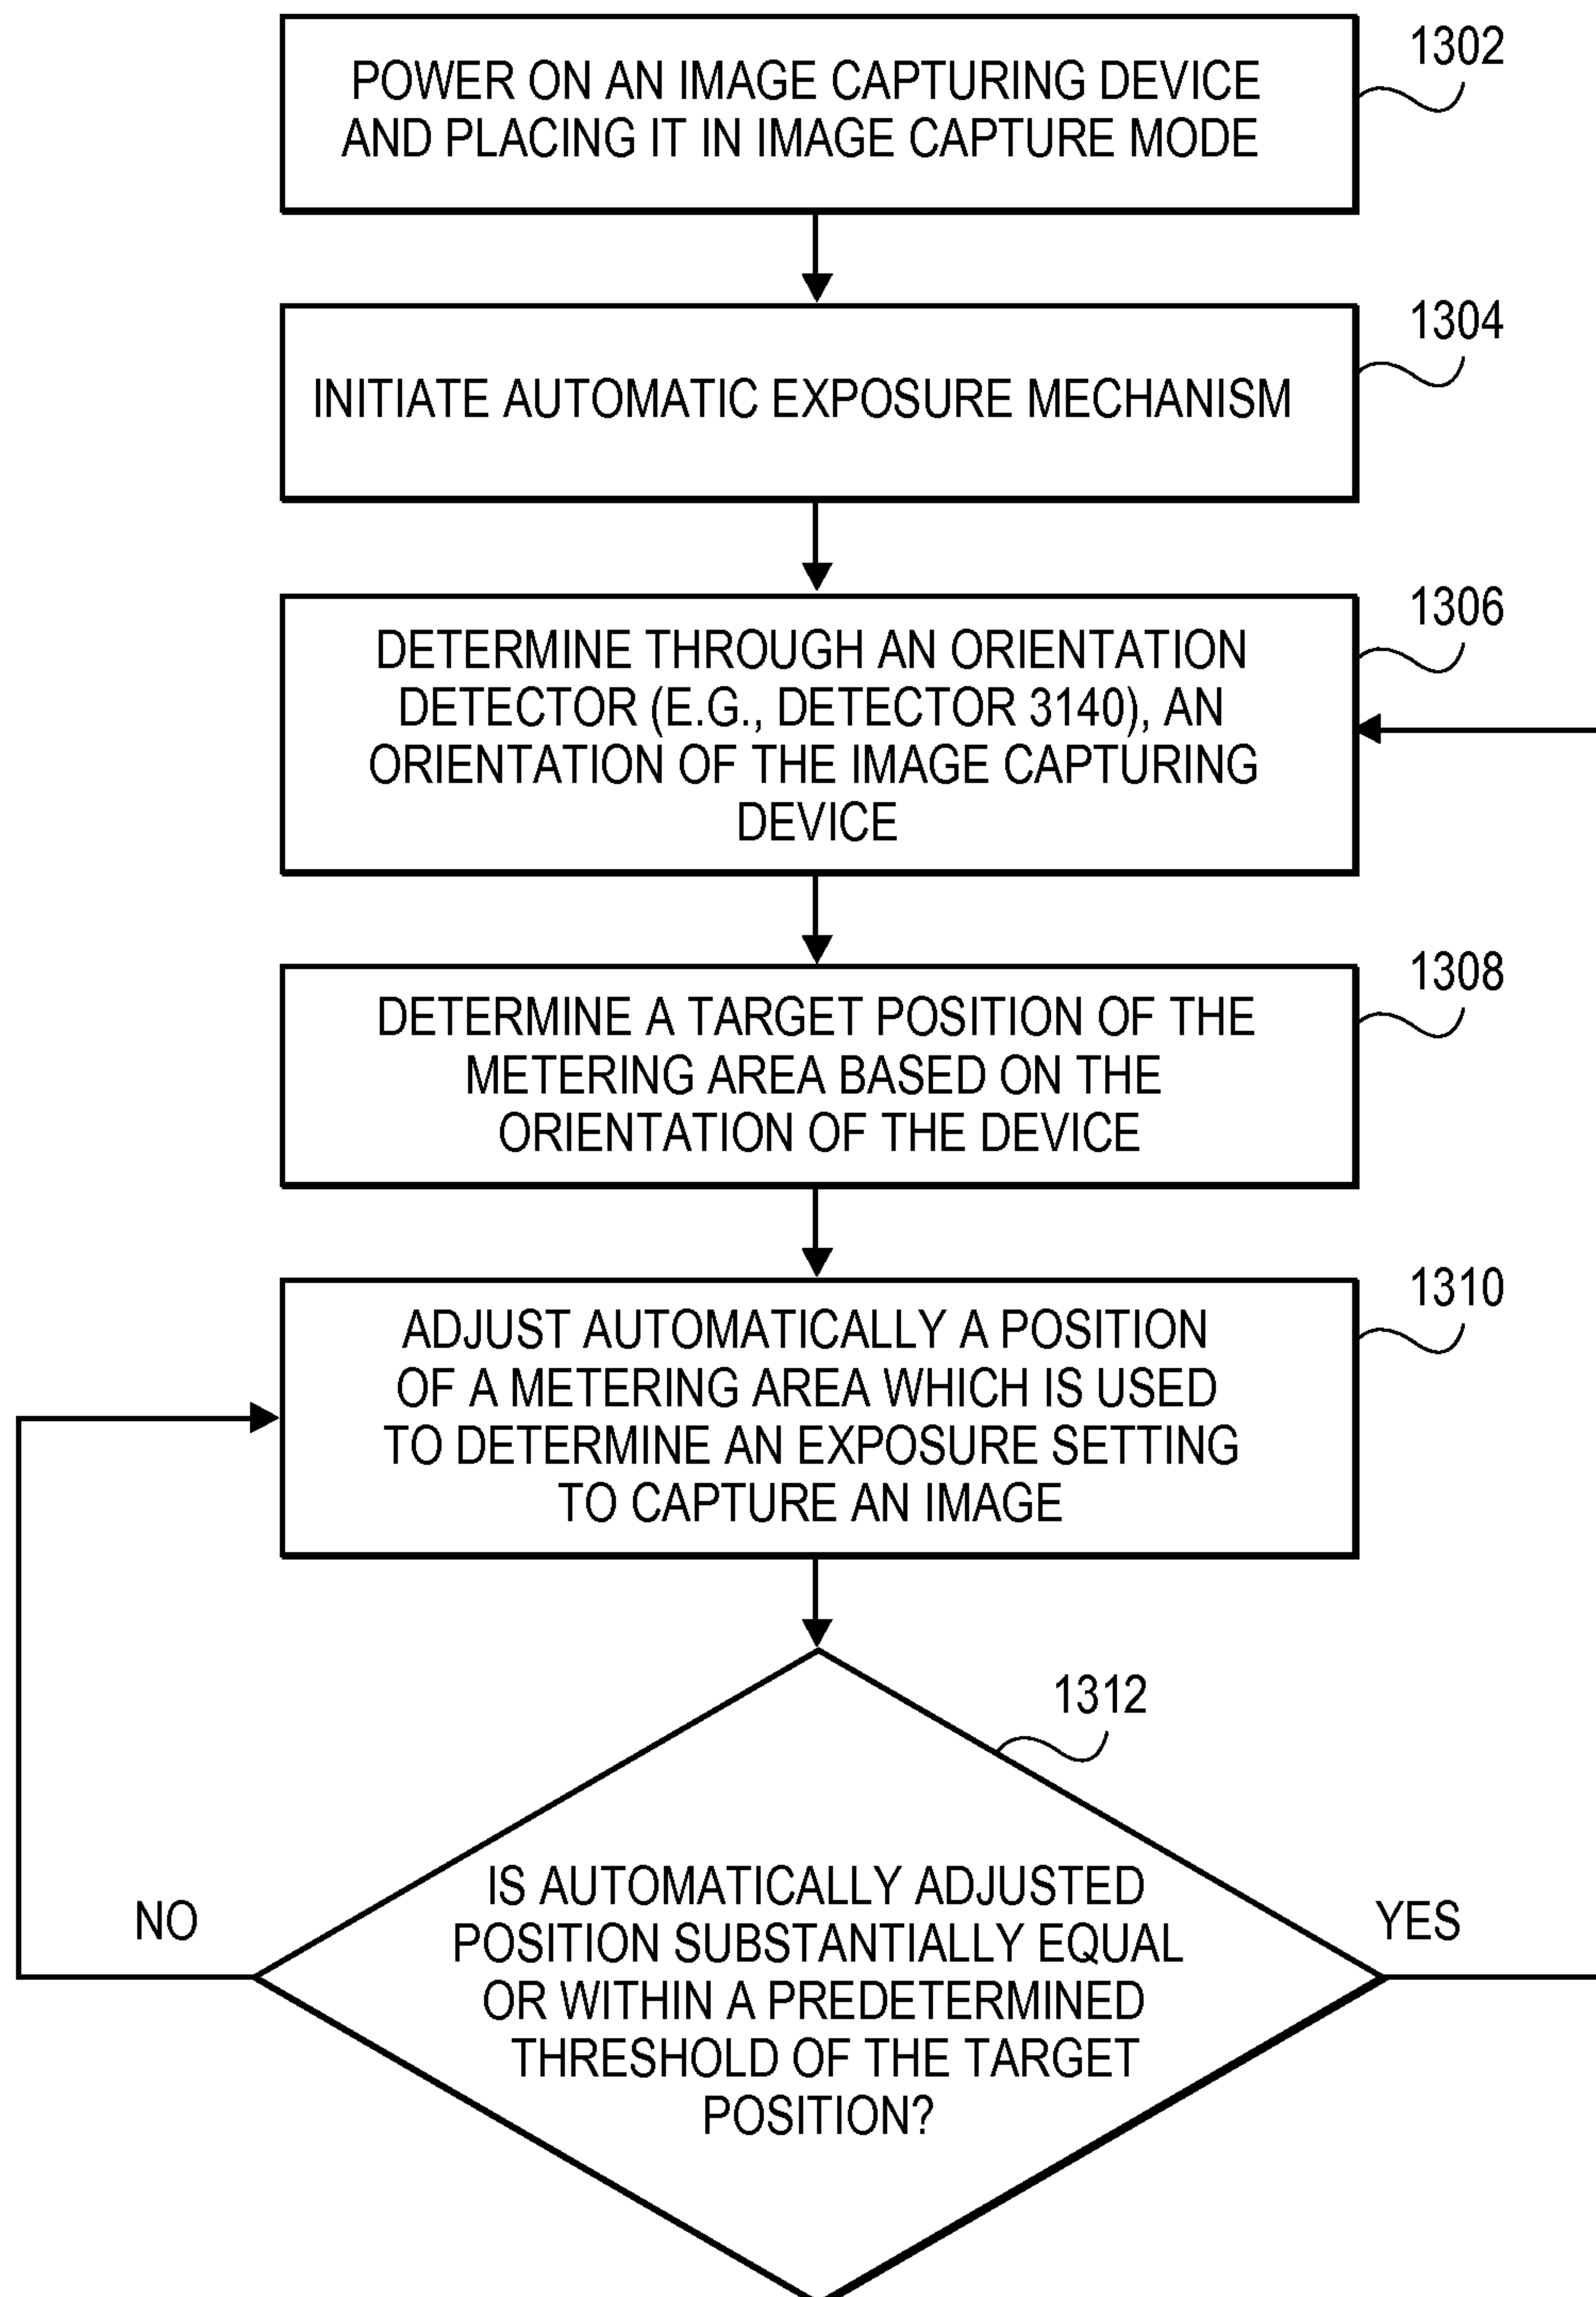 1302
POWER ON AN IMAGE CAPTURING DEVICE
AND PLACING IT IN IMAGE CAPTURE MODE
1304
INITIATE AUTOMATIC EXPOSURE MECHANISM
1306
DETERMINE THROUGH AN ORIENTATION
DETECTOR (E.G., DETECTOR 3140), AN
ORIENTATION OF THE IMAGE CAPTURING
DEVICE
1308
DETERMINE A TARGET POSITION OF THE
METERING AREA BASED ON THE
ORIENTATION OF THE DEVICE
1310
ADJUST AUTOMATICALLY A POSITION
OF A METERING AREA WHICH IS USED
TO DETERMINE AN EXPOSURE SETTING
TO CAPTURE AN IMAGE
1312
IS AUTOMATICALLY ADJUSTED
POSITION SUBSTANTIALLY EQUAL
OR WITHIN A PREDETERMINED
THRESHOLD OF THE TARGET
POSITION?
NO
YES